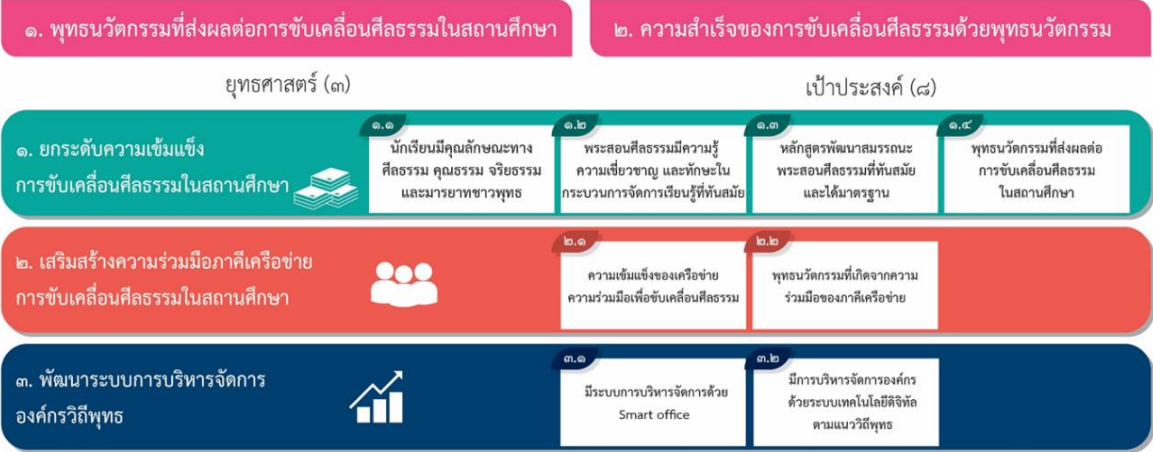 ๑. พุทธนวัตกรรมที่ส่งผลต่อการขับเคลื่อนศีลธรรมในสถานศึกษา
๒. ความสำเร็จของการขับเคลื่อนศีลธรรมด้วยพุทธนวัตกรรม
ยุทธศาสตร์ (๓)
เป้าประสงค์ (๘)
๑. ยกระดับความเข้มแข็ง
การขับเคลื่อนศีลธรรมในสถานศึกษา
๑.๑
นักเรียนมีคุณลักษณะทาง
ศีลธรรม คุณธรรม จริยธรรม
และมารยาทชาวพุทธ
๑.๒
พระสอนศีลธรรมมีความรู้
ความเชี่ยวชาญ และทักษะใน
กระบวนการจัดการเรียนรู้ที่ทันสมัย
๑.๓
หลักสูตรพัฒนาสมรรถนะ
พระสอนศีลธรรมที่ทันสมัย
และได้มาตรฐาน
๑.๔
พุทธนวัตกรรมที่ส่งผลต่อ
การขับเคลื่อนศีลธรรม
ในสถานศึกษา
๒. เสริมสร้างความร่วมมือภาคีเครือข่าย
การขับเคลื่อนศีลธรรมในสถานศึกษา
๒.๑
ความเข้มแข็งของเครือข่าย
ความร่วมมือเพื่อขับเคลื่อนศีลธรรม
๒.๒
พุทธนวัตกรรมที่เกิดจากความ
ร่วมมือของภาคีเครือข่าย
๓. พัฒนาระบบการบริหารจัดการ
องค์กรวิถีพุทธ
๓.๑
มีระบบการบริหารจัดการด้วย
Smart office
๓.๒
มีการบริหารจัดการองค์กร
ด้วยระบบเทคโนโลยีดิจิทัล
ตามแนววิถีพุทธ